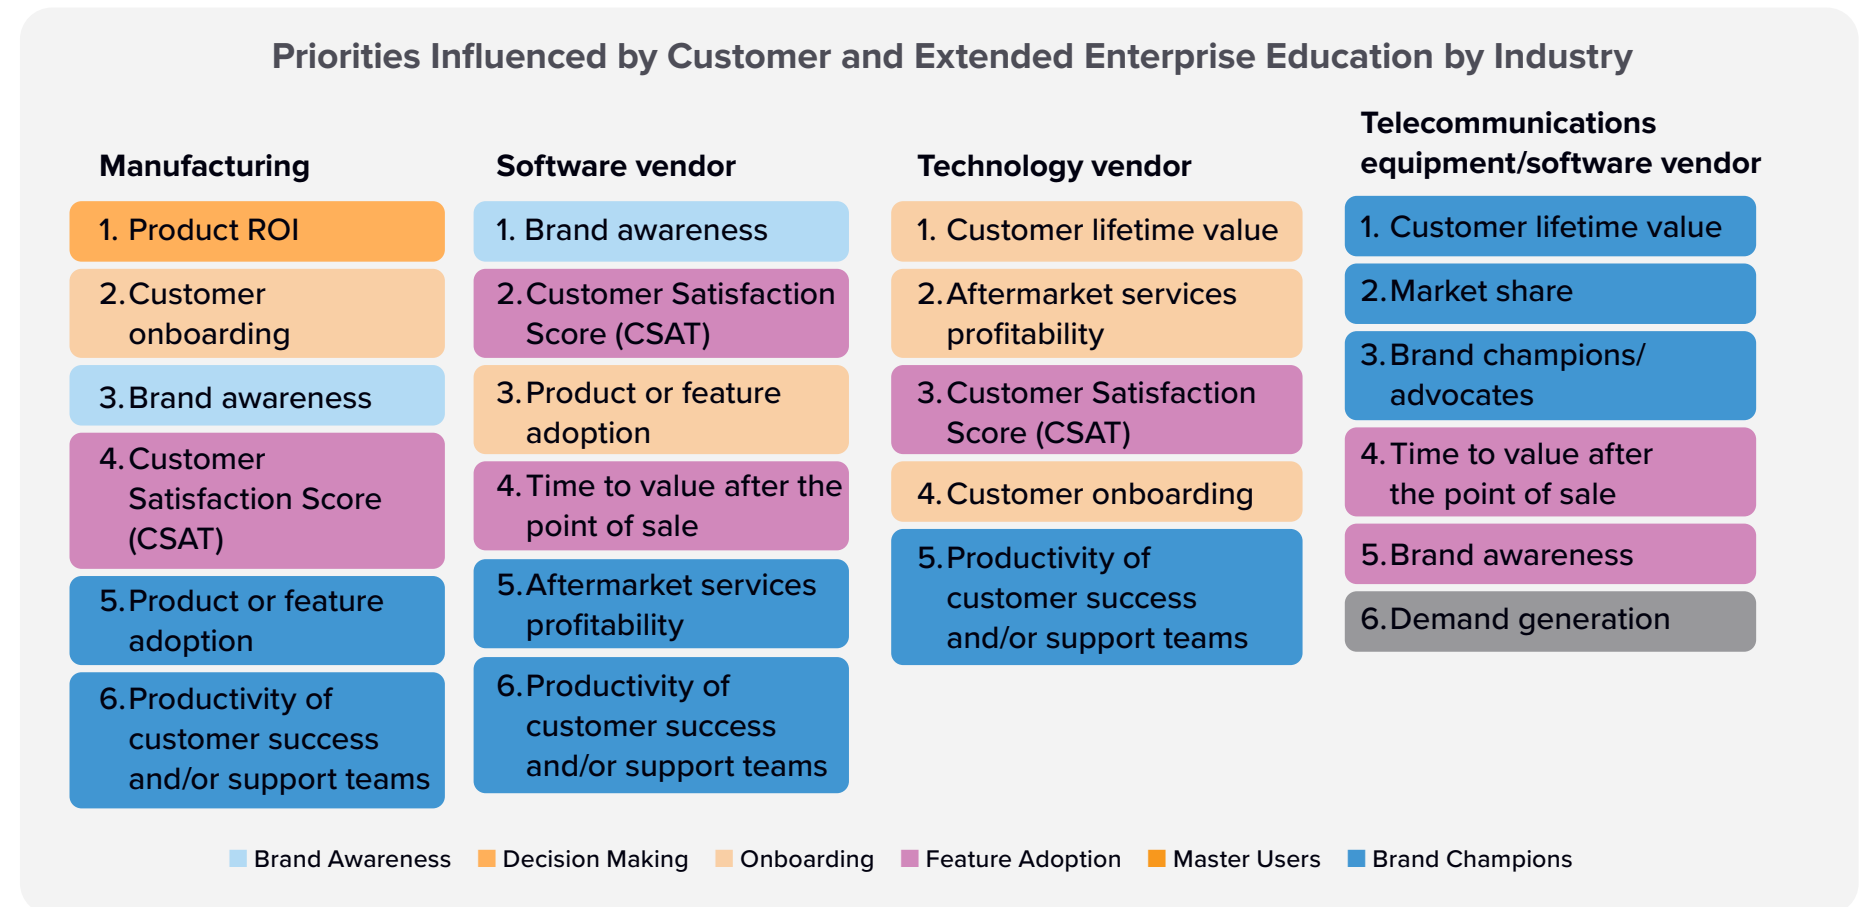 Priorities Influenced by Customer and Extended Enterprise Education by Industry
Manufacturing
1. Product ROI
2. Customer
onboarding
3. Brand awareness
4. Customer
Satisfaction Score
(CSAT)
5. Product or feature
adoption
6. Productivity of
customer success
and/or support teams
Software vendor
1. Brand awareness
2. Customer Satisfaction
Score (CSAT)
3. Product or feature
adoption
4. Time to value after the
point of sale
5. Aftermarket services
profitability
6. Productivity of
customer success
and/or support teams
Technology vendor
1. Customer lifetime value
2. Aftermarket services
profitability
3. Customer Satisfaction
Score (CSAT)
4. Customer onboarding
5. Productivity of
customer success
and/or support teams
Telecommunications
equipment/software vendor
1. Customer lifetime value
2. Market share
3. Brand champions/
advocates
4. Time to value after
the point of sale
5. Brand awareness
6. Demand generation
Brand Awareness Decision Making Onboarding Feature Adoption Master Users Brand Champions